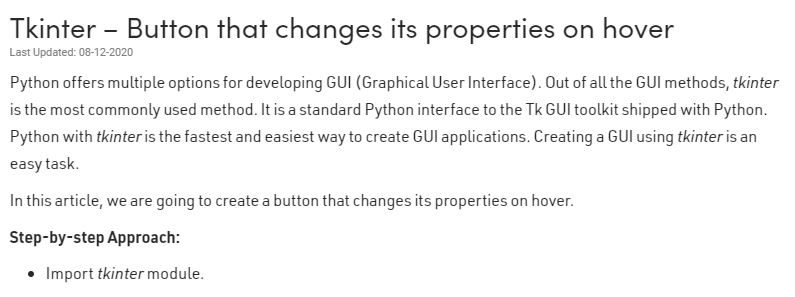 Tkinter – Button that changes its properties on hover
Last Updated: 08-12-2020
Python offers multiple options for developing GUI (Graphical User Interface). Out of all the GUI methods, tkinter
is the most commonly used method. It is a standard Python interface to the Tk GUI toolkit shipped with Python.
Python with tkinter is the fastest and easiest way to create GUI applications. Creating a GUI using tkinter is an
easy task.
In this article, we are going to create a button that changes its properties on hover.
Step-by-step Approach:
• Import tkinter module.